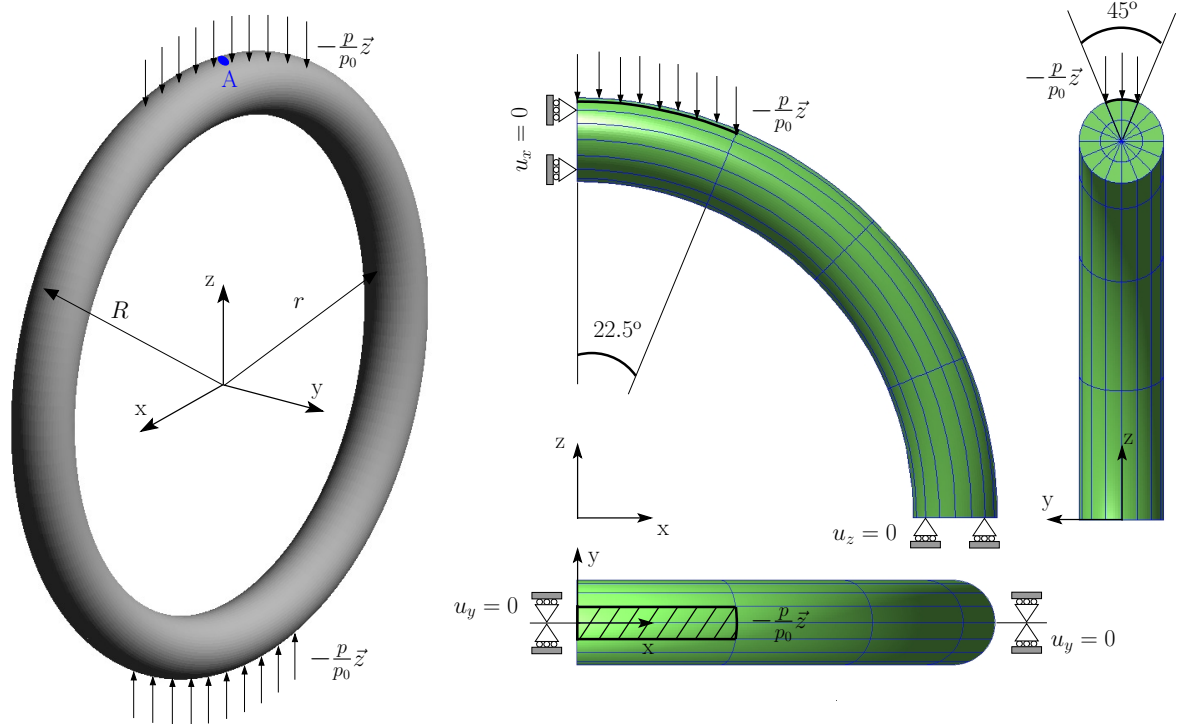 −p/p₀ z⃗
A
R
r
z
y
x
−p/p₀ z⃗
u_x = 0
−p/p₀ z⃗
22.5º
z
x
u_z = 0
u_y = 0
y
x
−p/p₀ z⃗
u_y = 0
45º
−p/p₀ z⃗
z
y